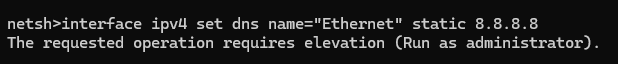 netsh>interface ipv4 set dns name="Ethernet" static 8.8.8.8
The requested operation requires elevation (Run as administrator).